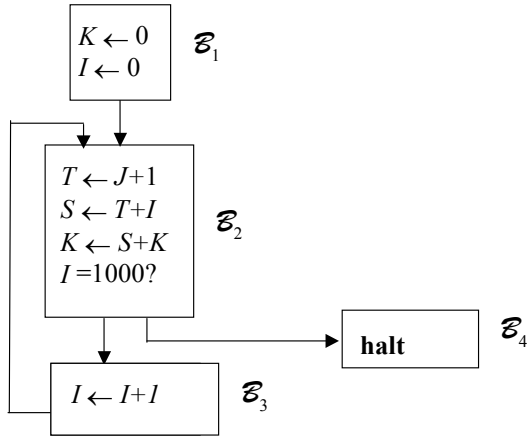 K ← 0
I ← 0
ℬ1
T ← J+1
S ← T+I
K ← S+K
I =1000?
ℬ2
halt
ℬ4
I ← I+1
ℬ3